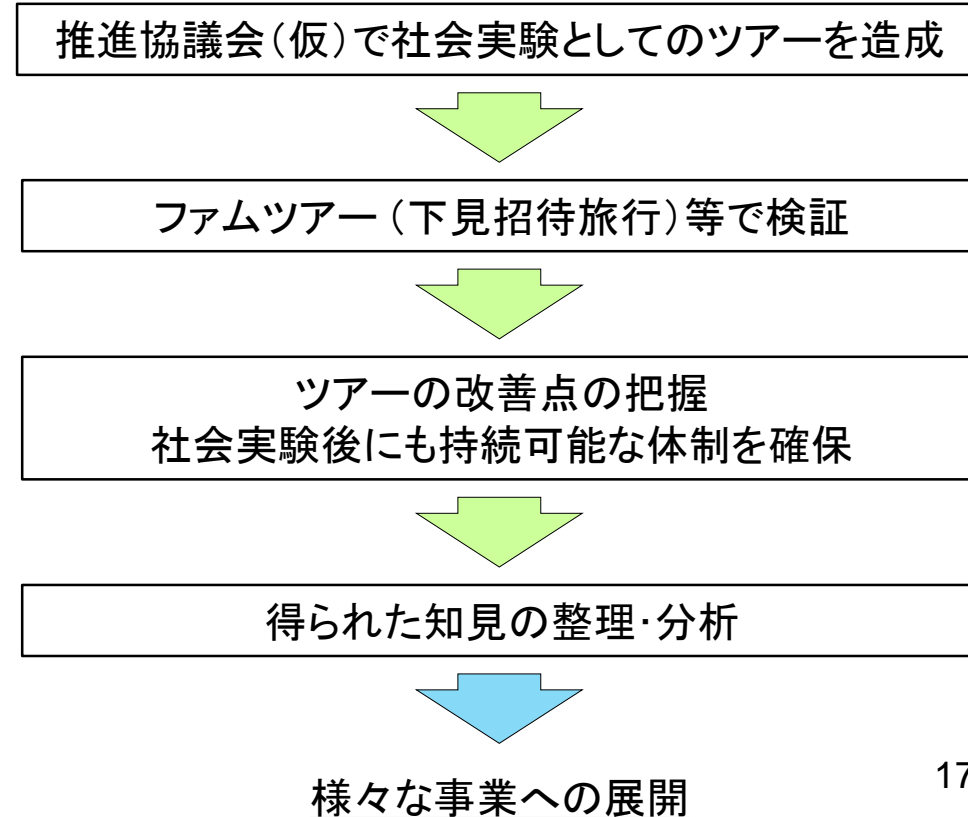 推進協議会（仮）で社会実験としてのツアーを造成
ファムツアー（下見招待旅行）等で検証
ツアーの改善点の把握
社会実験後にも持続可能な体制を確保
得られた知見の整理・分析
様々な事業への展開
17